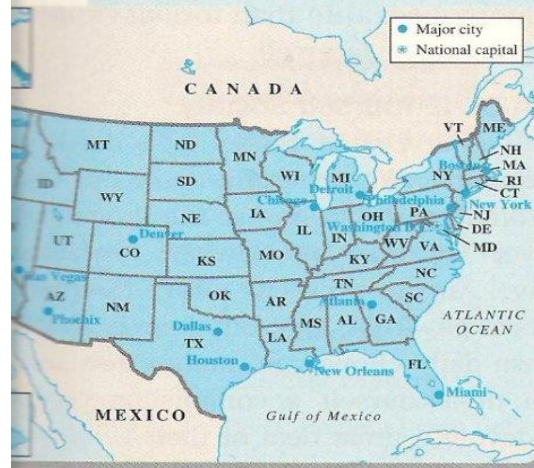 Major city
National capital
CANADA
VT
ME
MT
ND
MN
NH
MA
Boston
ID
SD
WI
MI
NY
RI
CT
WY
Detroit
Chicago
Philadelphia
New York
NE
IA
PA
NJ
DE
MD
OH
Washington D.C.
UT
Denver
CO
IL
IN
WV
VA
KS
MO
KY
Las Vegas
NC
TN
AZ
NM
OK
AR
Atlanta
SC
Phoenix
MS
AL
GA
ATLANTIC
OCEAN
Dallas
TX
LA
Houston
New Orleans
FL
Miami
MEXICO
Gulf of Mexico